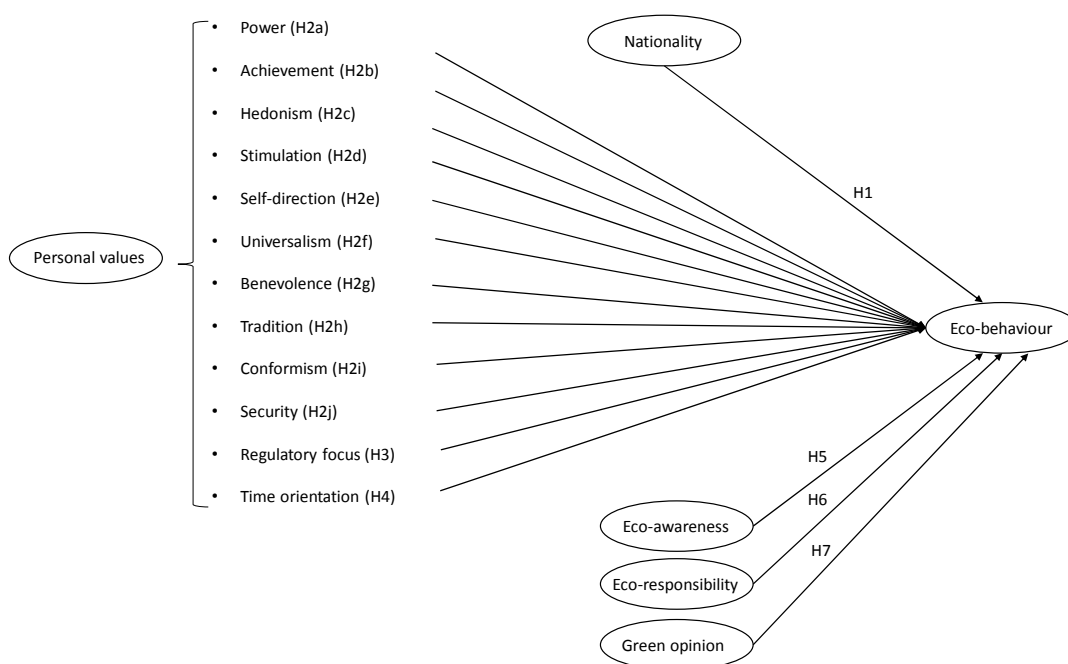 Power (H2a)
Achievement (H2b)
Hedonism (H2c)
Stimulation (H2d)
Self-direction (H2e)
Universalism (H2f)
Benevolence (H2g)
Tradition (H2h)
Conformism (H2i)
Security (H2j)
Regulatory focus (H3)
Time orientation (H4)
Personal values
Nationality
H1
Eco-behaviour
H5
H6
H7
Eco-awareness
Eco-responsibility
Green opinion